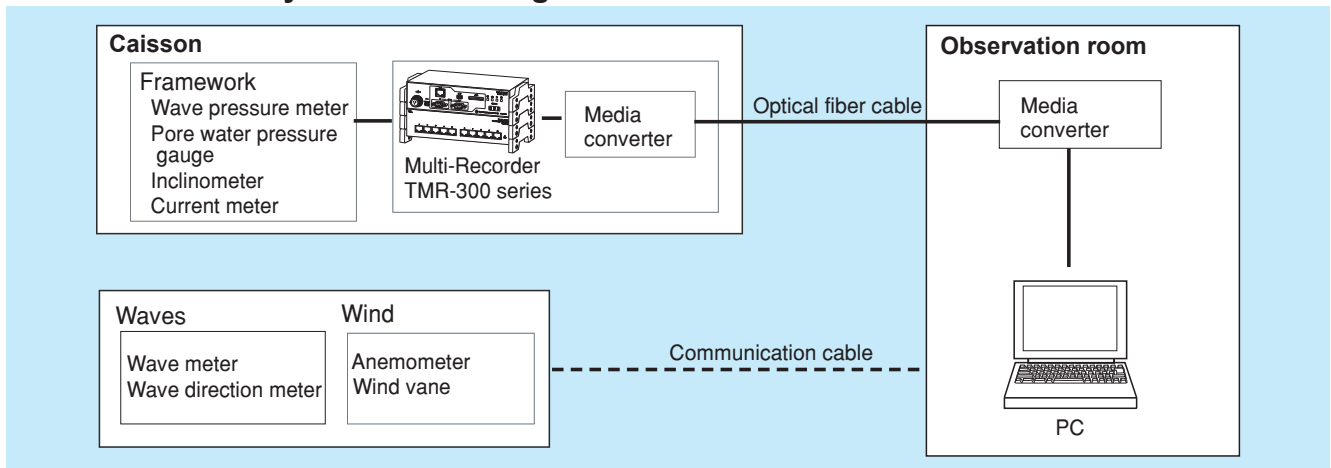 Caisson
Framework
Wave pressure meter
Pore water pressure
gauge
Inclinometer
Current meter
Multi-Recorder
TMR-300 series
Media
converter
Optical fiber cable
Observation room
Media
converter
PC
Waves
Wave meter
Wave direction meter
Wind
Anemometer
Wind vane
Communication cable